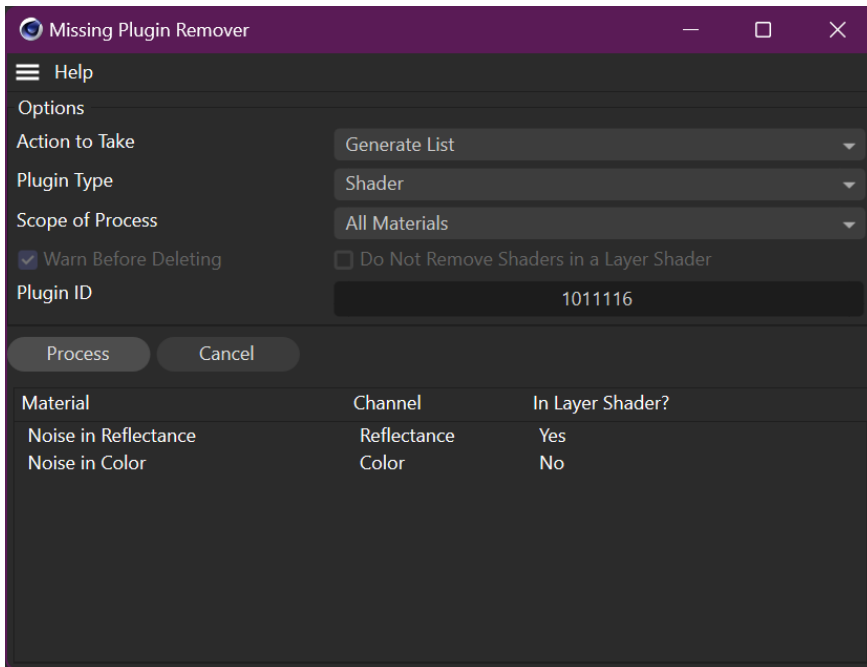 Missing Plugin Remover
Help
Options
Action to Take Generate List
Plugin Type Shader
Scope of Process All Materials
Warn Before Deleting Do Not Remove Shaders in a Layer Shader
Plugin ID 1011116
Process Cancel
Material Channel In Layer Shader?
Noise in Reflectance Reflectance Yes
Noise in Color Color No